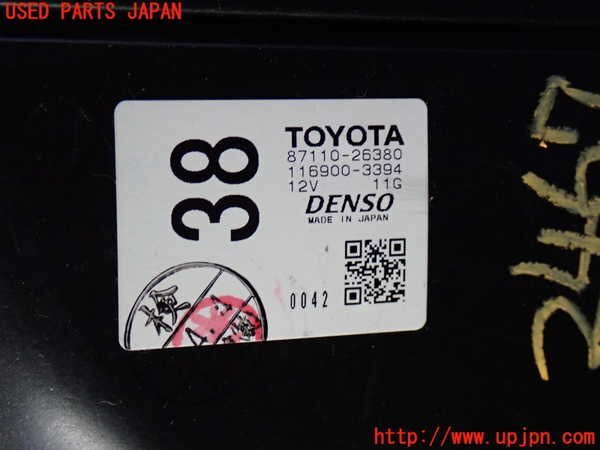 USED PARTS JAPAN
38
TOYOTA
87110-26380
116900-3394
12V 11G
DENSO
MADE IN JAPAN
0042
2467
http://www.upjpn.com